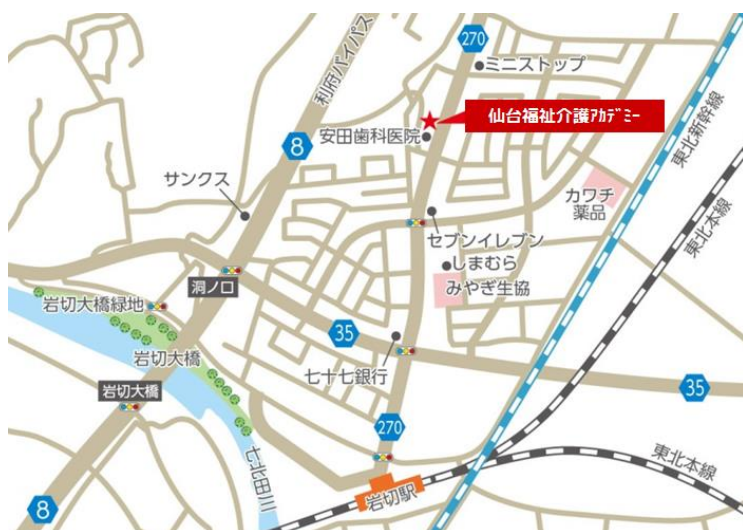 270
ミニストップ
利府バイパス
仙台福祉介護ｱｶﾃﾞﾐｰ
東北新幹線
安田歯科医院
8
サンクス
カワチ
薬品
東北本線
セブンイレブン
しまむら
みやぎ生協
洞ノ口
岩切大橋緑地
35
岩切大橋
七十七銀行
35
岩切大橋
270
七北田川
東北本線
岩切駅
8